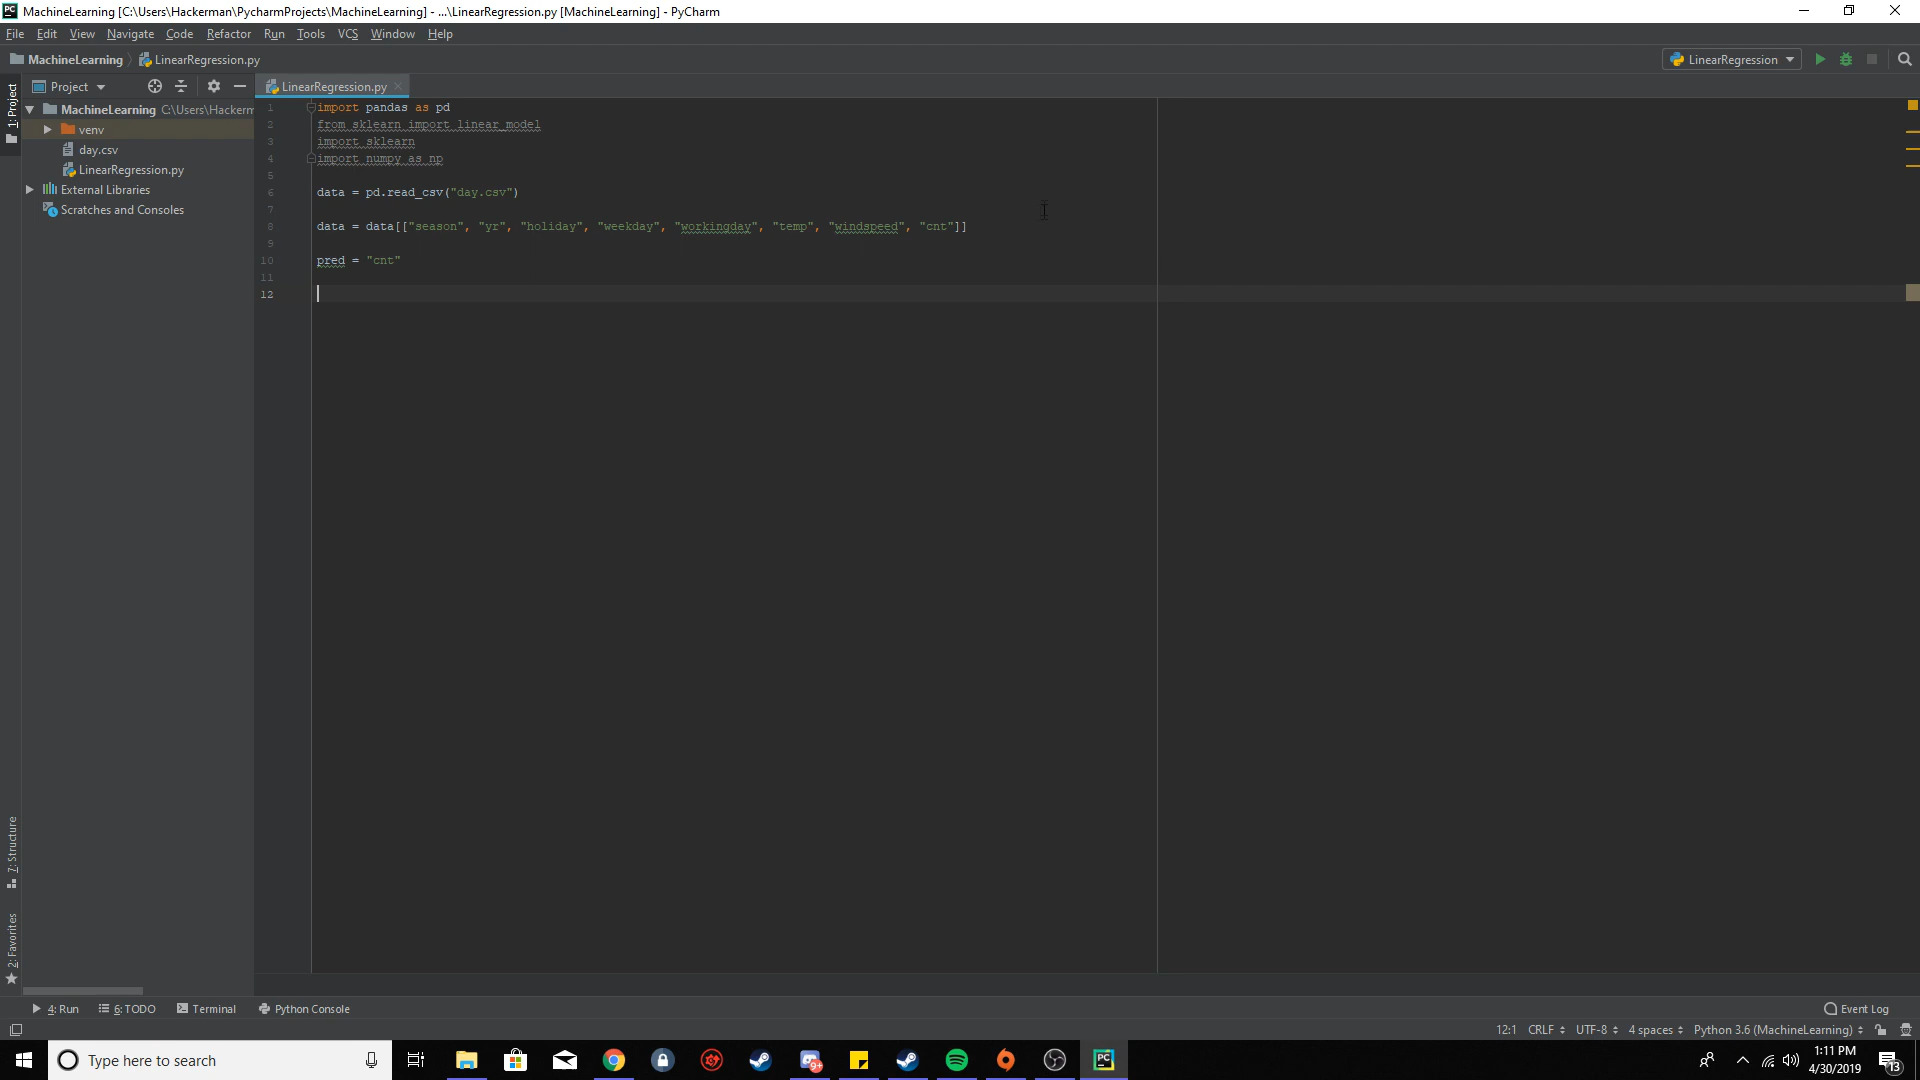 MachineLearning [C:\Users\Hackerman\PycharmProjects\MachineLearning] - ...\LinearRegression.py [MachineLearning] - PyCharm
File Edit View Navigate Code Refactor Run Tools VCS Window Help
MachineLearning LinearRegression.py LinearRegression
1: Project
Project
LinearRegression.py
MachineLearning C:\Users\Hackerm
venv
day.csv
LinearRegression.py
External Libraries
Scratches and Consoles
1 import pandas as pd
2 from sklearn import linear_model
3 import sklearn
4 import numpy as np
5
6 data = pd.read_csv("day.csv")
7
8 data = data[["season", "yr", "holiday", "weekday", "workingday", "temp", "windspeed", "cnt"]]
9
10 pred = "cnt"
11
12
7: Structure
2: Favorites
4: Run 6: TODO Terminal Python Console Event Log
12:1 CRLF UTF-8 4 spaces Python 3.6 (MachineLearning)
Type here to search
9+
PC
1:11 PM
4/30/2019
13